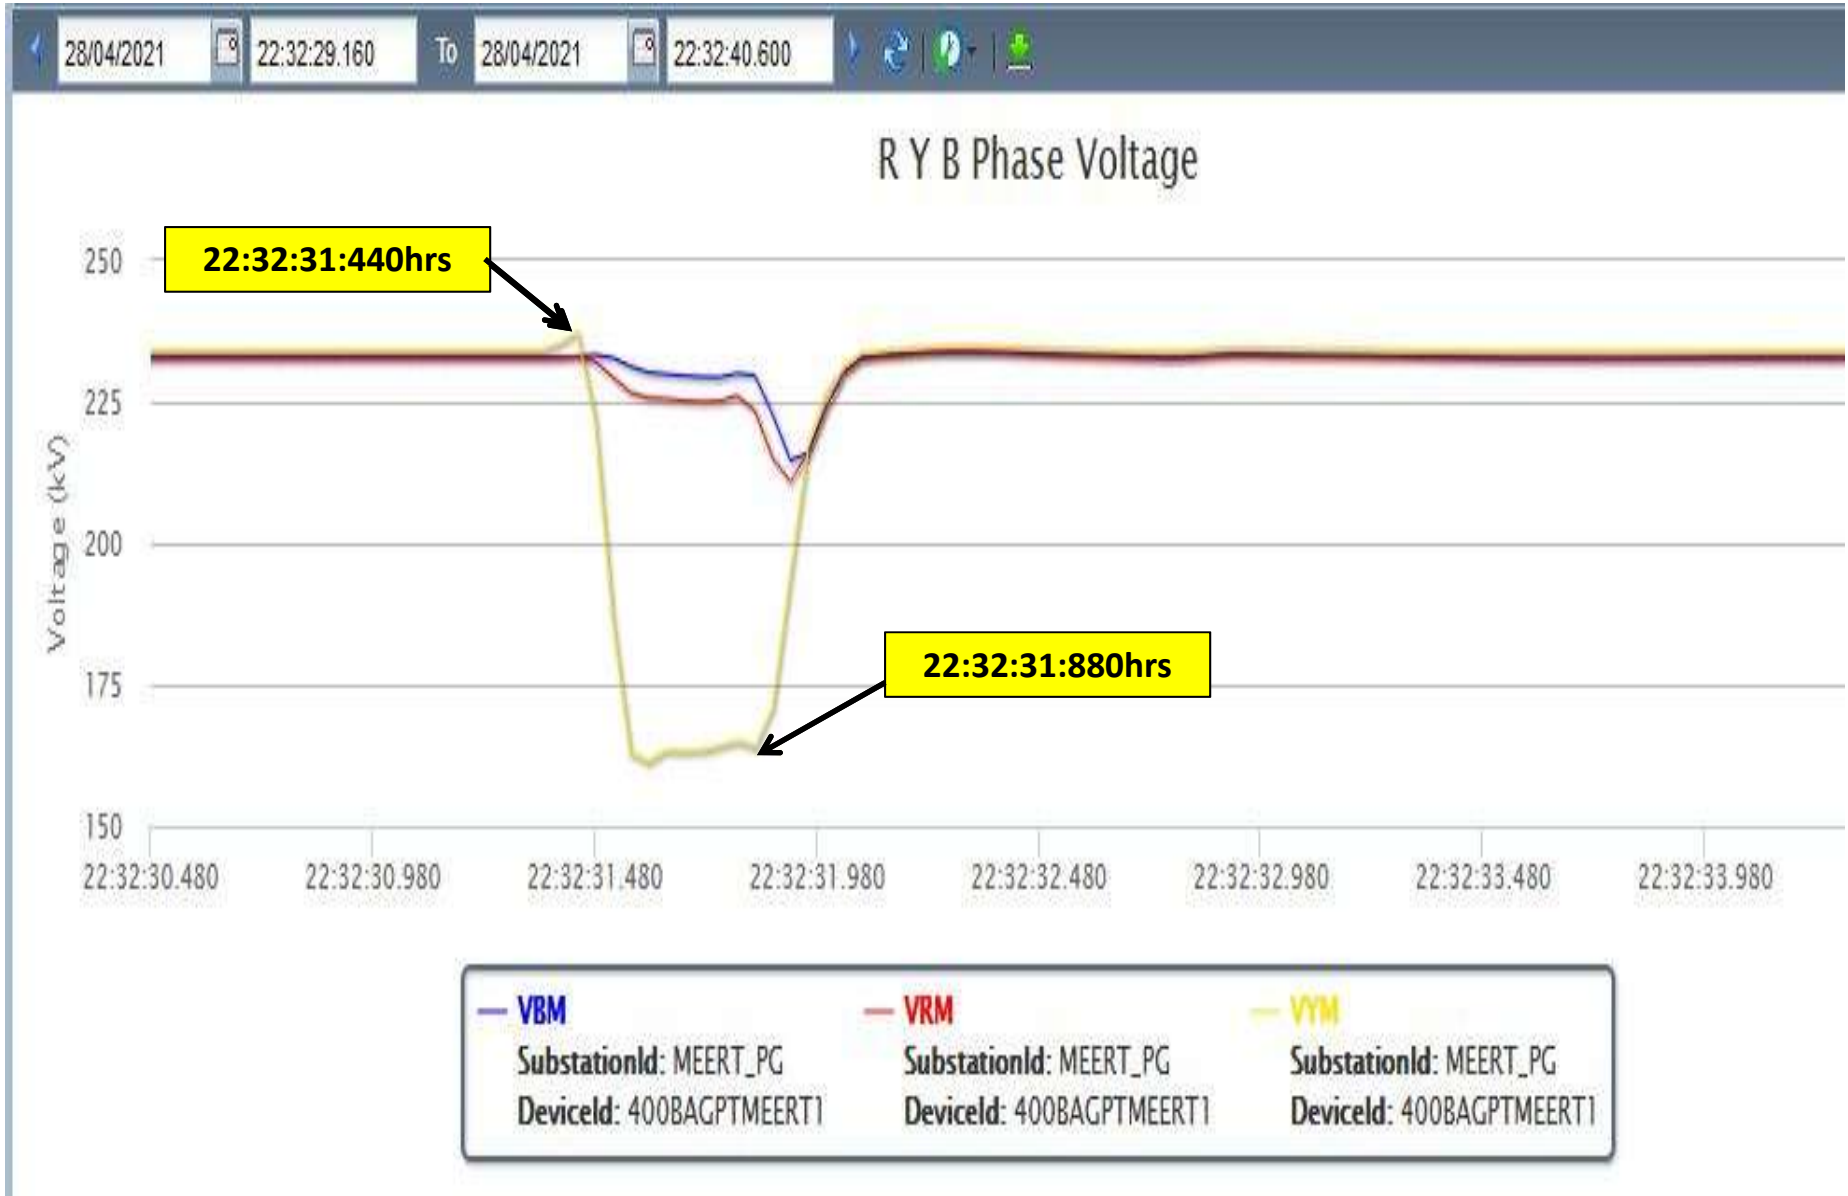 28/04/2021 22:32:29.160 To 28/04/2021 22:32:40.600
R Y B Phase Voltage
22:32:31:440hrs
22:32:31:880hrs
Voltage (kV)
250
225
200
175
150
22:32:30.480 22:32:30.980 22:32:31.480 22:32:31.980 22:32:32.480 22:32:32.980 22:32:33.480 22:32:33.980
VBM VRM VYM
SubstationId: MEERT_PG SubstationId: MEERT_PG SubstationId: MEERT_PG
DeviceId: 400BAGPTMEERT1 DeviceId: 400BAGPTMEERT1 DeviceId: 400BAGPTMEERT1